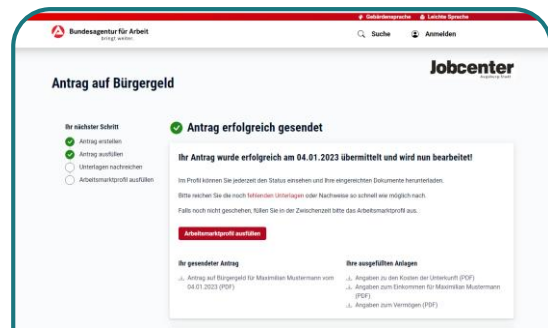 Gebärdensprache Leichte Sprache
Bundesagentur für Arbeit
bringt weiter.
Suche Anmelden
Jobcenter
Antrag auf Bürgergeld
Ihr nächster Schritt
Antrag erstellen
Antrag ausfüllen
Unterlagen nachreichen
Arbeitsmarktprofil ausfüllen
Antrag erfolgreich gesendet
Ihr Antrag wurde erfolgreich am 04.01.2023 übermittelt und wird nun bearbeitet!
Im Profil können Sie jederzeit den Status einsehen und Ihre eingereichten Dokumente herunterladen.
Bitte reichen Sie die noch fehlenden Unterlagen oder Nachweise so schnell wie möglich nach.
Falls noch nicht geschehen, füllen Sie in der Zwischenzeit bitte das Arbeitsmarktprofil aus.
Arbeitsmarktprofil ausfüllen
Ihr gesendeter Antrag
Antrag auf Bürgergeld für Maximilian Mustermann vom
04.01.2023 (PDF)
Ihre ausgefüllten Anlagen
Angaben zu den Kosten der Unterkunft (PDF)
Angaben zum Einkommen für Maximilian Mustermann
(PDF)
Angaben zum Vermögen (PDF)